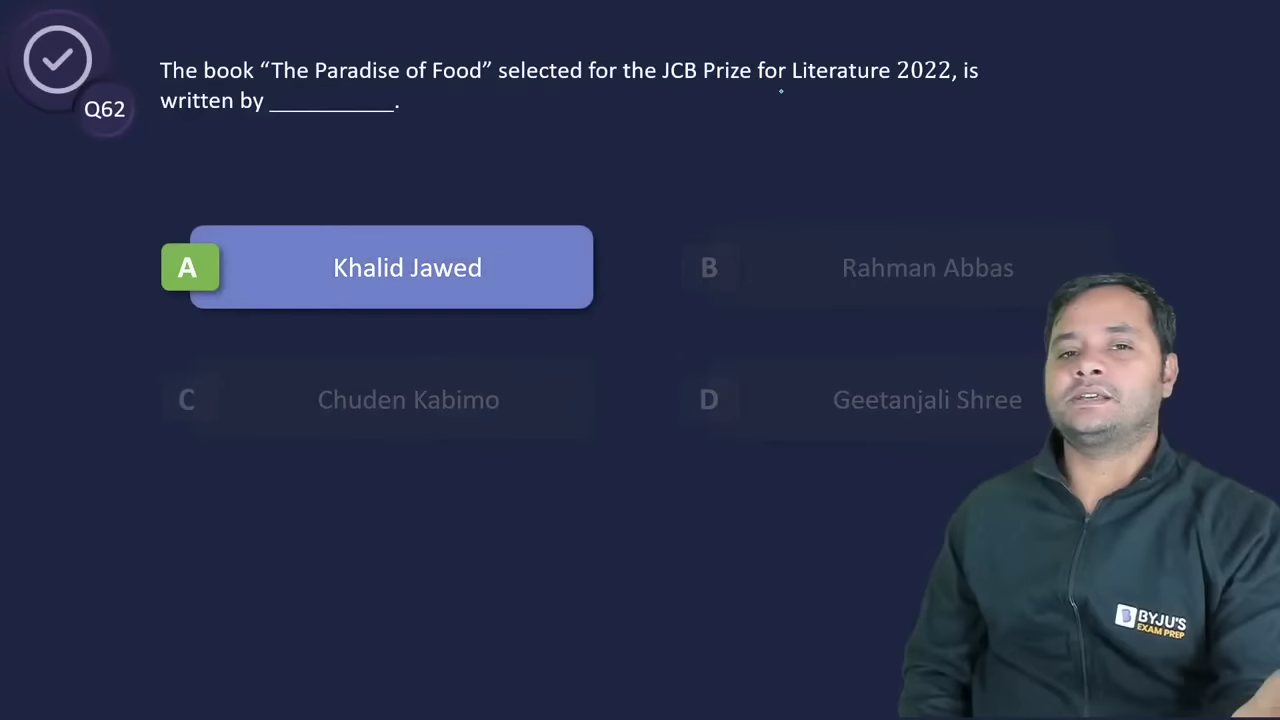 Q62
The book “The Paradise of Food” selected for the JCB Prize for Literature 2022, is
written by __________.
A Khalid Jawed
B Rahman Abbas
C Chuden Kabimo
D Geetanjali Shree
BYJU'S
EXAM PREP